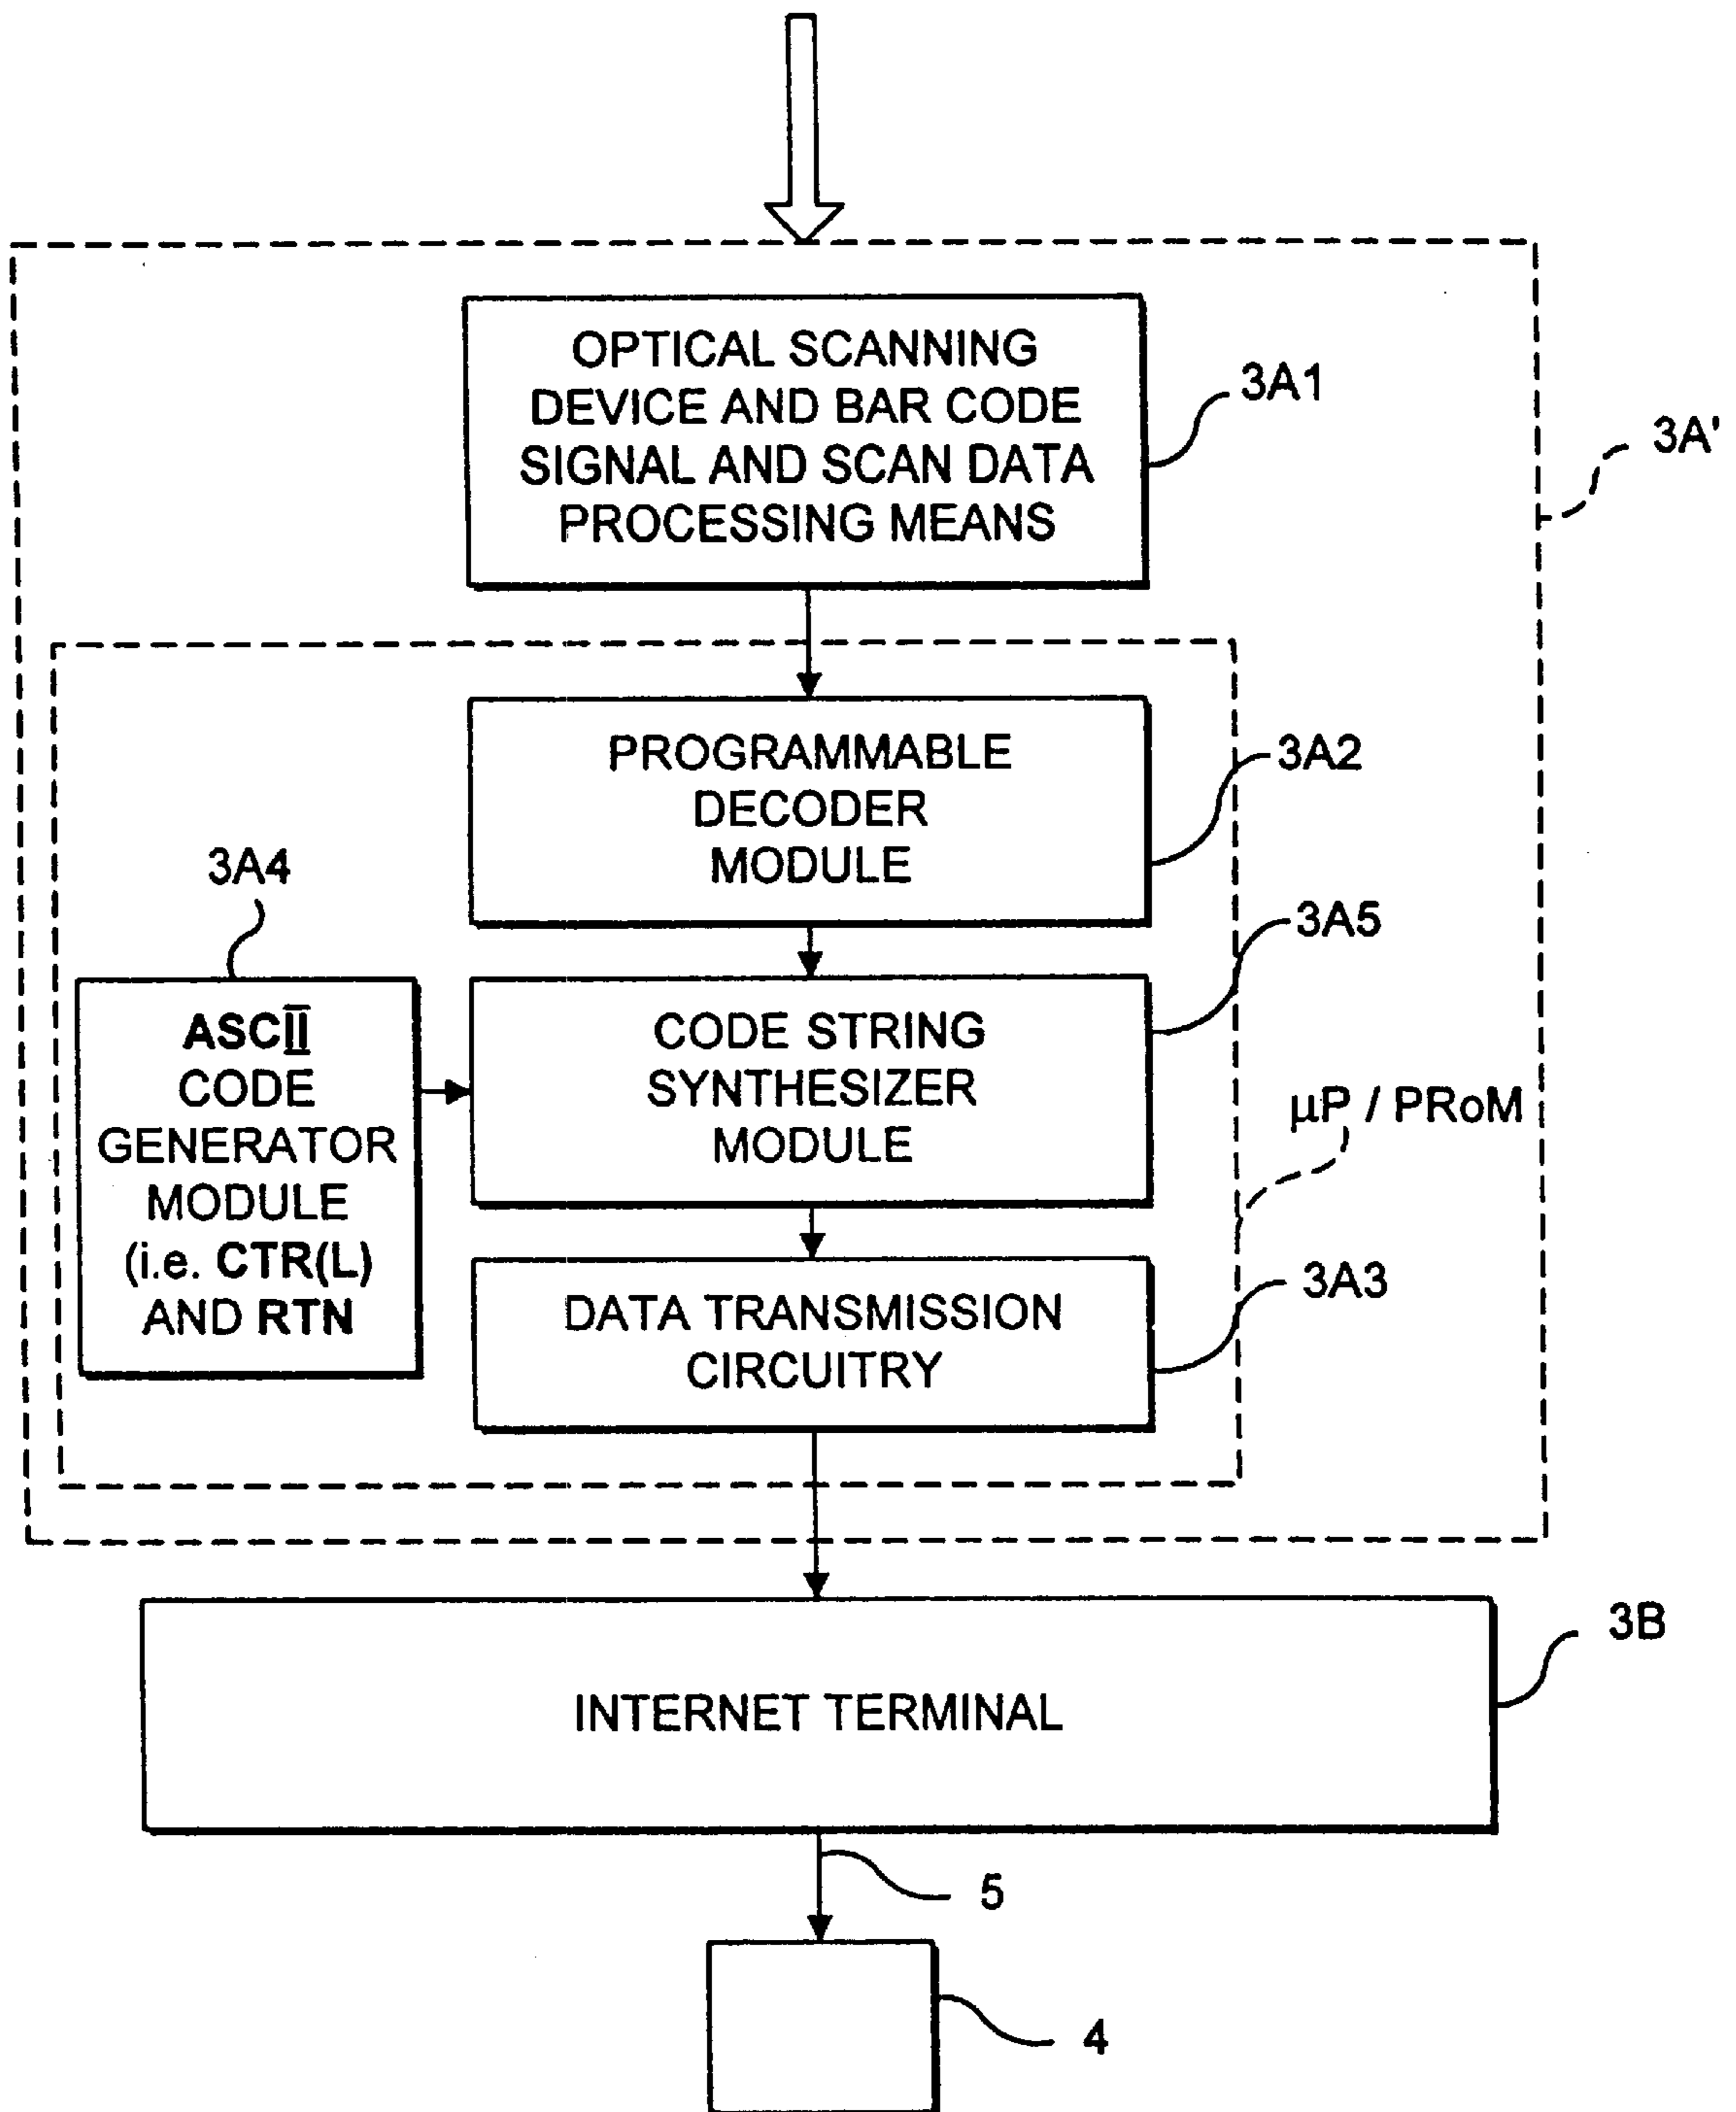 OPTICAL SCANNING
DEVICE AND BAR CODE
SIGNAL AND SCAN DATA
PROCESSING MEANS
3A1
3A'
PROGRAMMABLE
DECODER
MODULE
3A2
3A4
3A5
ASCII
CODE
GENERATOR
MODULE
(i.e. CTR(L)
AND RTN
CODE STRING
SYNTHESIZER
MODULE
µP / PRoM
DATA TRANSMISSION
CIRCUITRY
3A3
INTERNET TERMINAL
3B
5
4